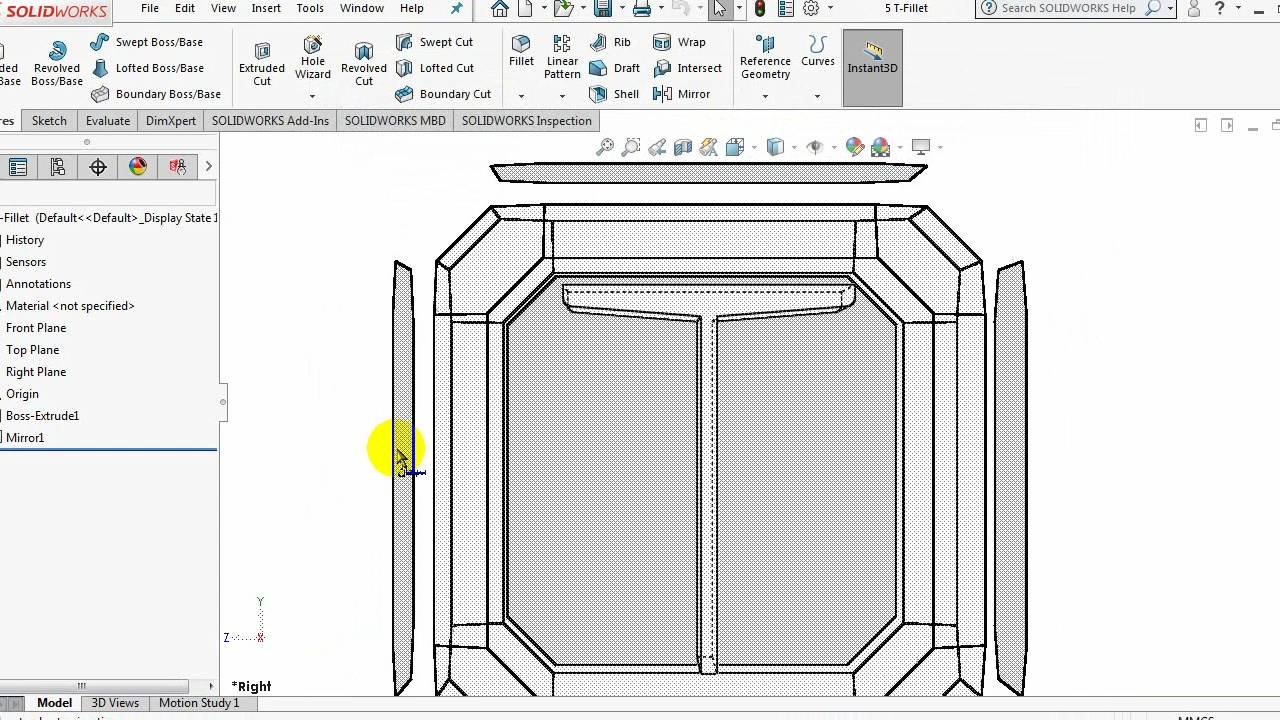 SOLIDWORKS File Edit View Insert Tools Window Help 5 T-Fillet Search SOLIDWORKS Help
Revolved Boss/Base
Swept Boss/Base
Lofted Boss/Base
Boundary Boss/Base
Extruded Cut
Hole Wizard
Revolved Cut
Swept Cut
Lofted Cut
Boundary Cut
Fillet
Linear Pattern
Rib
Draft
Shell
Wrap
Intersect
Mirror
Reference Geometry
Curves
Instant3D
Sketch Evaluate DimXpert SOLIDWORKS Add-Ins SOLIDWORKS MBD SOLIDWORKS Inspection
-Fillet (Default<<Default>_Display State 1
History
Sensors
Annotations
Material <not specified>
Front Plane
Top Plane
Right Plane
Origin
Boss-Extrude1
Mirror1
Y
Z
X
*Right
Model 3D Views Motion Study 1